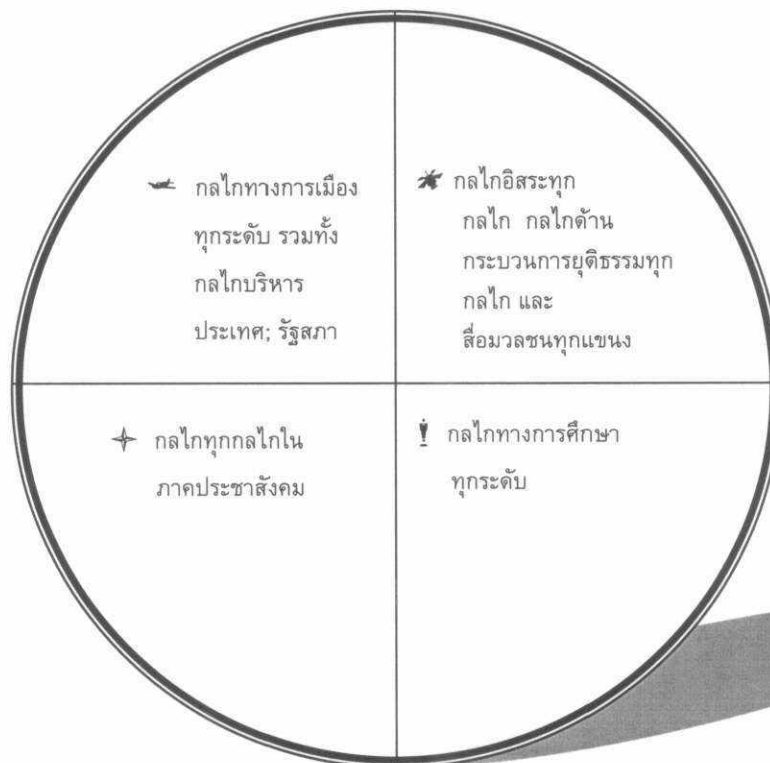 กลไกทางการเมือง
ทุกระดับ รวมทั้ง
กลไกบริหาร
ประเทศ; รัฐสภา
กลไกอิสระทุก
กลไก กลไกด้าน
กระบวนการยุติธรรมทุก
กลไก และ
สื่อมวลชนทุกแขนง
กลไกทุกกลไกใน
ภาคประชาสังคม
กลไกทางการศึกษา
ทุกระดับ